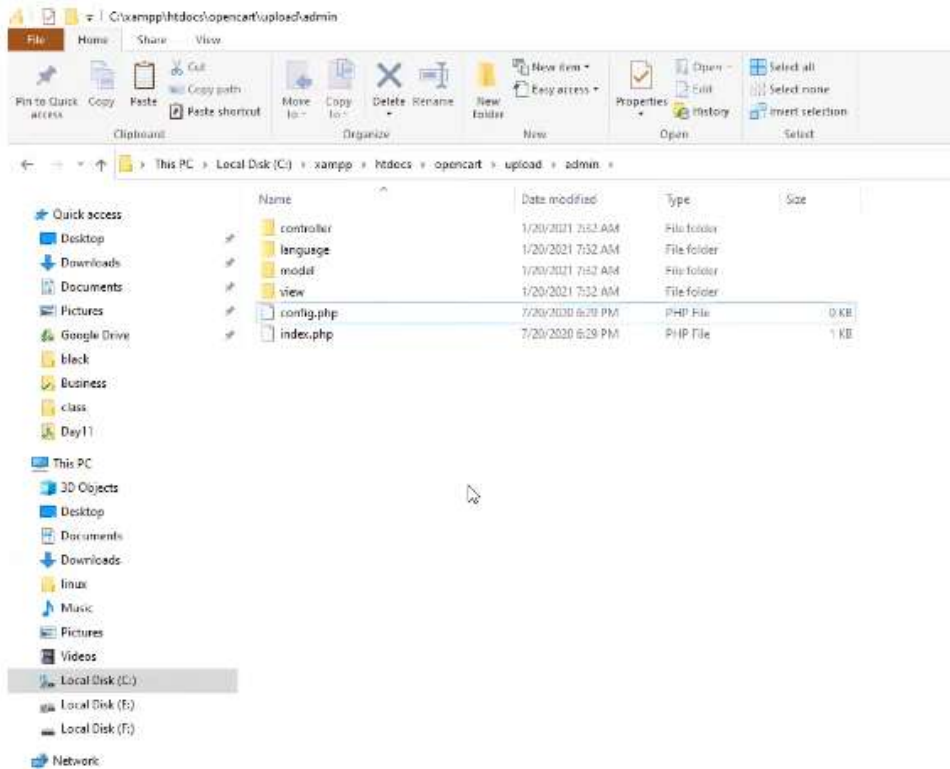 C:\xampp\htdocs\opencart\upload\admin
File Home Share View
Pin to Quick access
Copy
Paste
Cut
Copy path
Paste shortcut
Clipboard
Move to
Copy to
Delete
Rename
Organize
New folder
New item
Easy access
New
Properties
Open
Edit
History
Open
Select all
Select none
Invert selection
Select
This PC Local Disk (C:) xampp htdocs opencart upload admin
Name Date modified Type Size
controller 1/20/2021 7:32 AM File folder
language 1/20/2021 7:32 AM File folder
model 1/20/2021 7:32 AM File folder
view 1/20/2021 7:32 AM File folder
config.php 7/20/2020 6:29 PM PHP File 0 KB
index.php 7/20/2020 6:29 PM PHP File 1 KB
Quick access
Desktop
Downloads
Documents
Pictures
Google Drive
black
Business
class
Day11
This PC
3D Objects
Desktop
Documents
Downloads
linux
Music
Pictures
Videos
Local Disk (C:)
Local Disk (E:)
Local Disk (F:)
Network